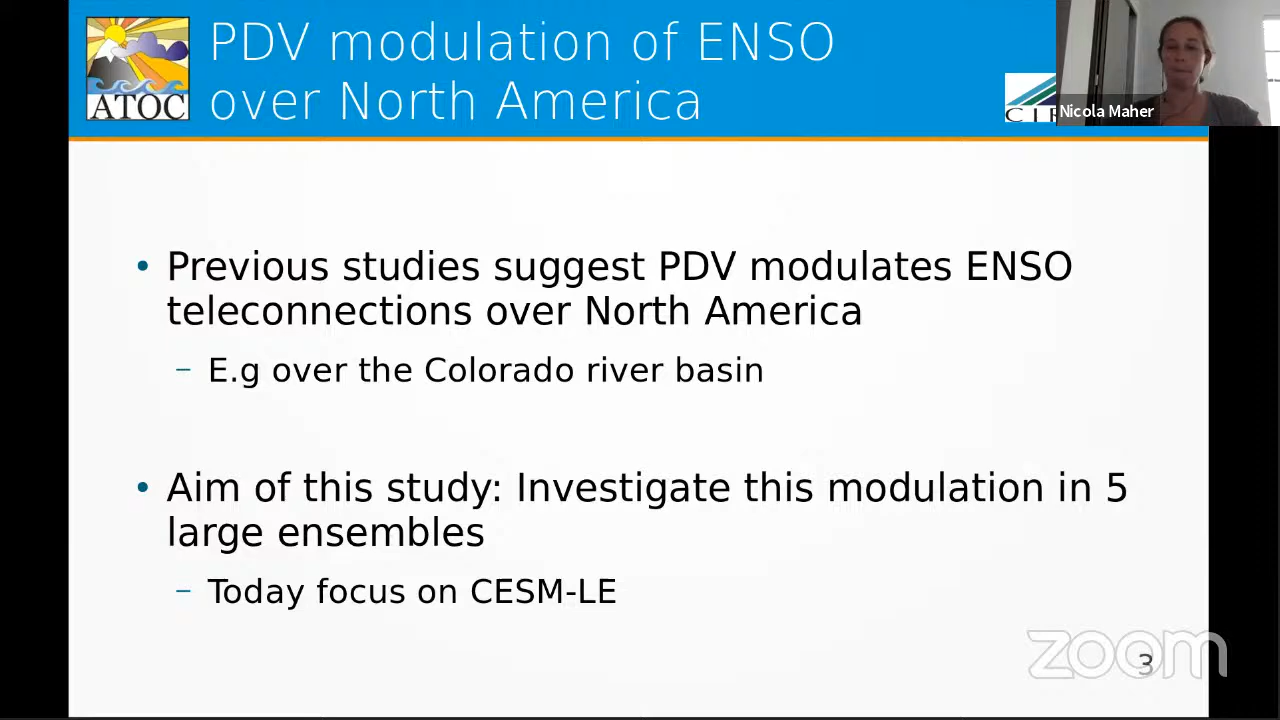 PDV modulation of ENSO
over North America
ATOC
Nicola Maher
• Previous studies suggest PDV modulates ENSO
teleconnections over North America
– E.g over the Colorado river basin
• Aim of this study: Investigate this modulation in 5
large ensembles
– Today focus on CESM-LE
zoom
3